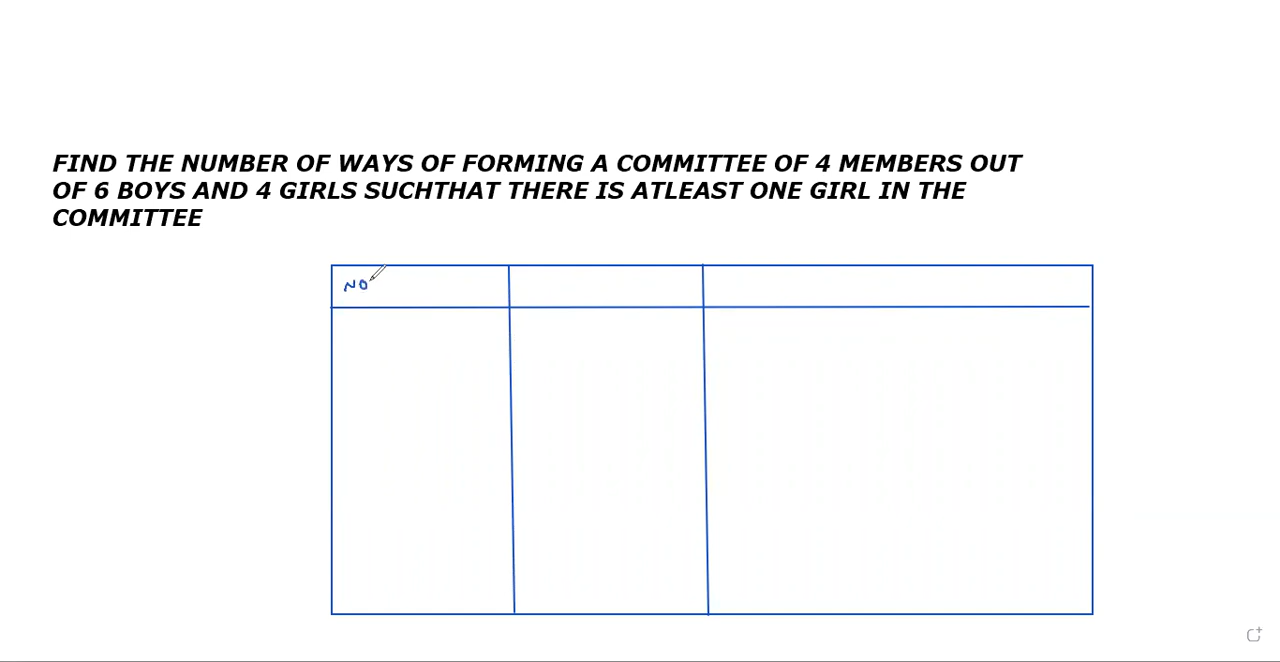 FIND THE NUMBER OF WAYS OF FORMING A COMMITTEE OF 4 MEMBERS OUT
OF 6 BOYS AND 4 GIRLS SUCHTHAT THERE IS ATLEAST ONE GIRL IN THE
COMMITTEE
NO